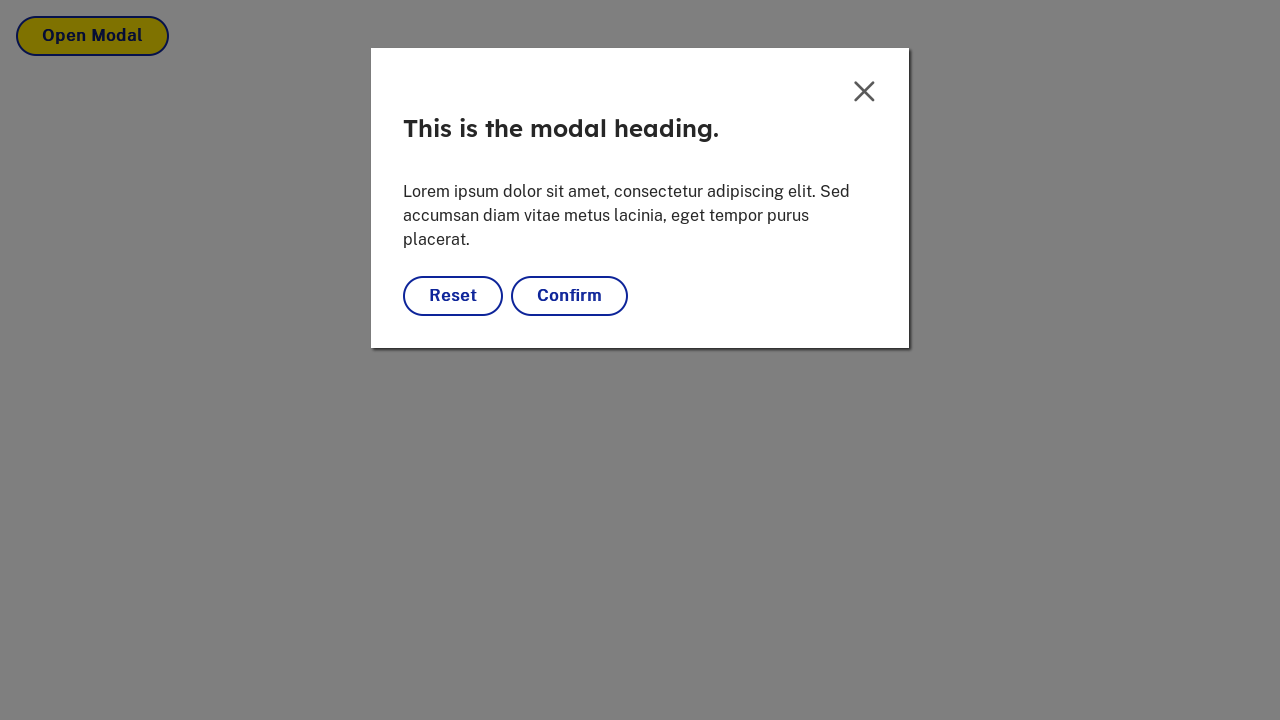 Open Modal
This is the modal heading.
Lorem ipsum dolor sit amet, consectetur adipiscing elit. Sed
accumsan diam vitae metus lacinia, eget tempor purus
placerat.
Reset Confirm